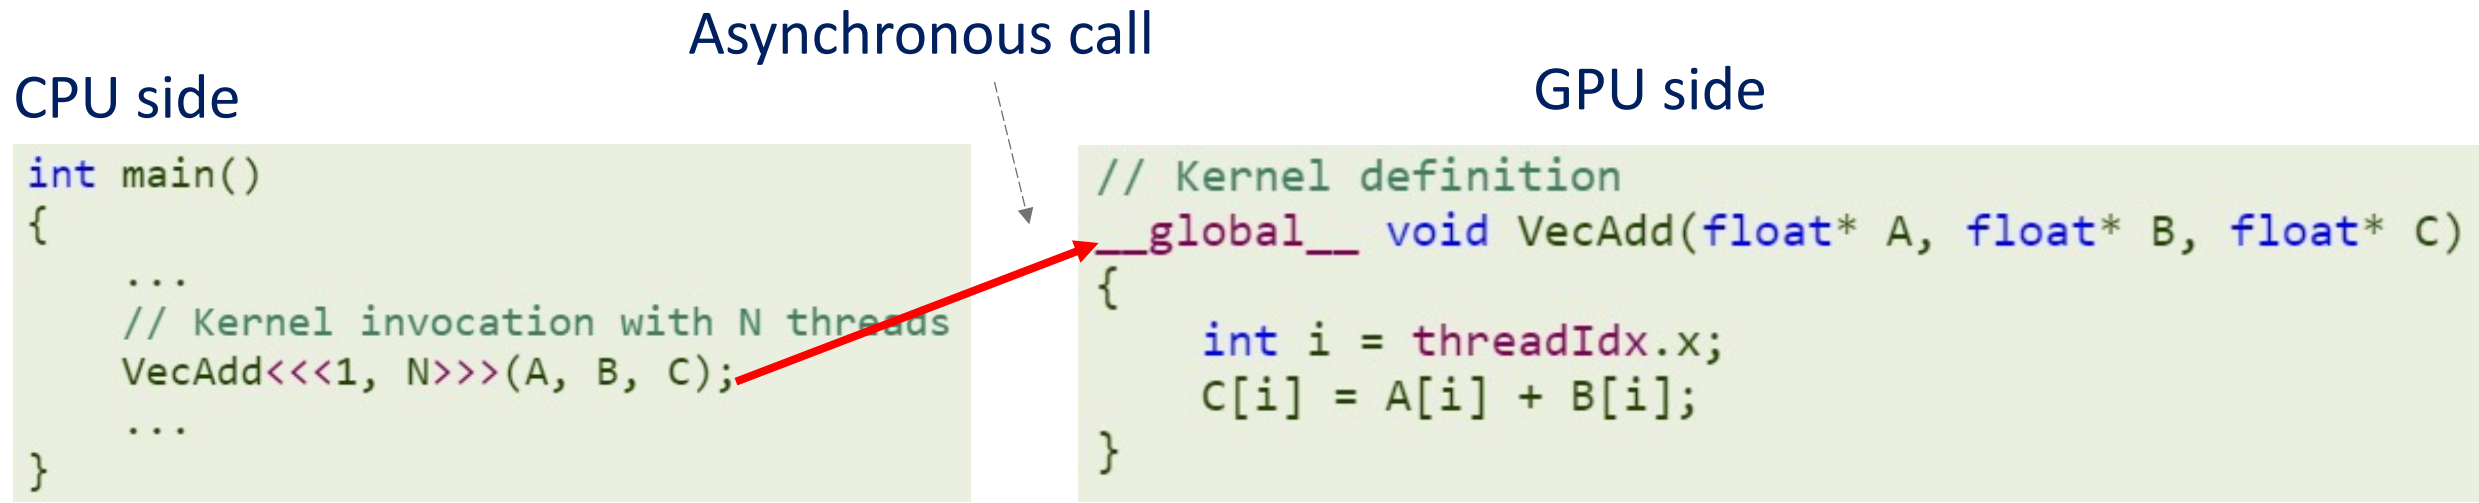 Asynchronous call
CPU side
GPU side
int main()
{
    ...
    // Kernel invocation with N threads
    VecAdd<<<1, N>>>(A, B, C);
    ...
}
// Kernel definition
__global__ void VecAdd(float* A, float* B, float* C)
{
    int i = threadIdx.x;
    C[i] = A[i] + B[i];
}